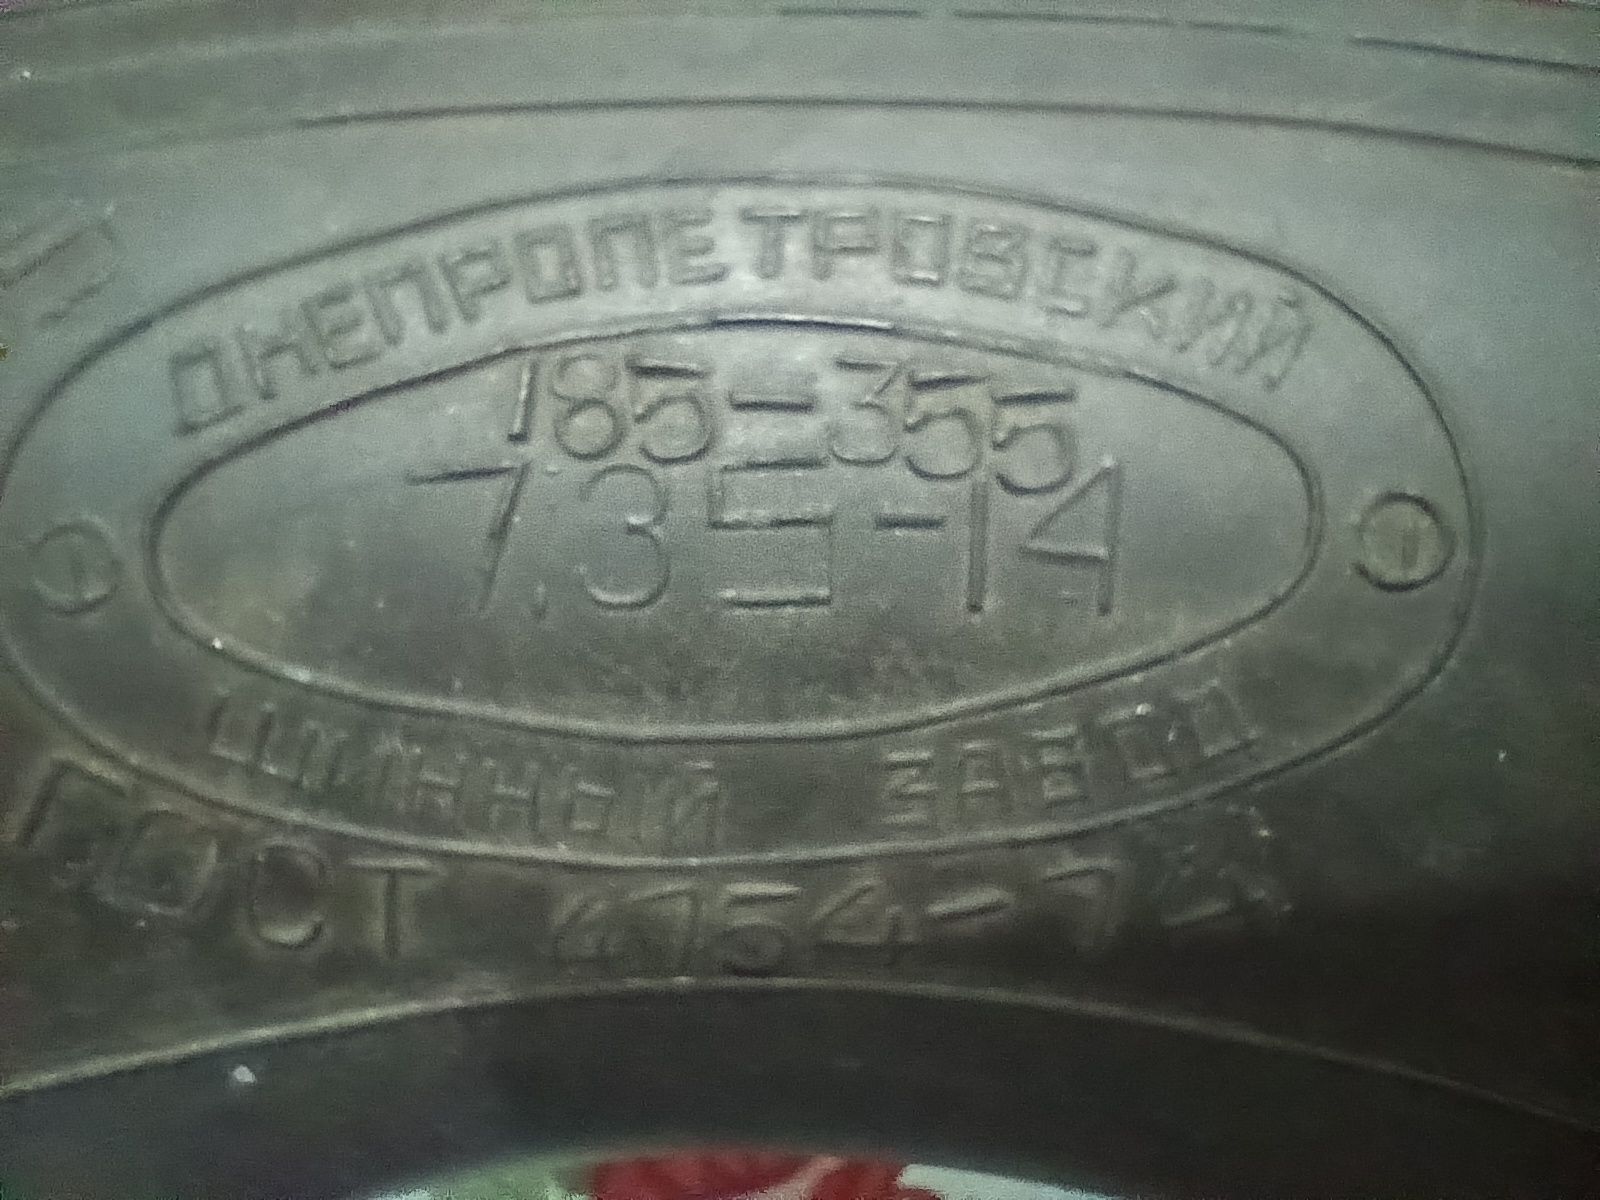 ДНЕПРОПЕТРОВСКИЙ
185-355
7.35-14
ШИННЫЙ ЗАВОД
ГОСТ 4754-74